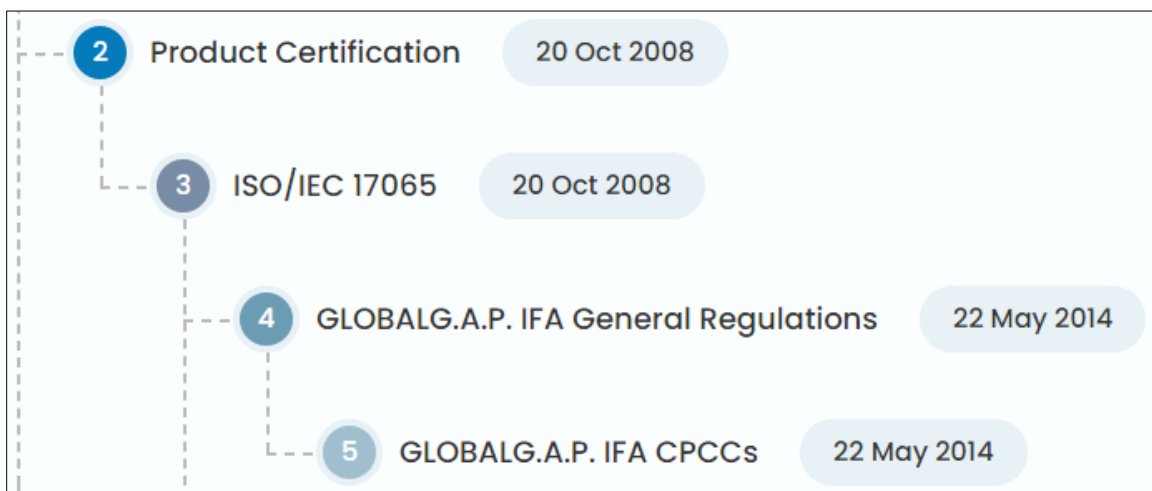 2 Product Certification 20 Oct 2008
3 ISO/IEC 17065 20 Oct 2008
4 GLOBALG.A.P. IFA General Regulations 22 May 2014
5 GLOBALG.A.P. IFA CPCCs 22 May 2014